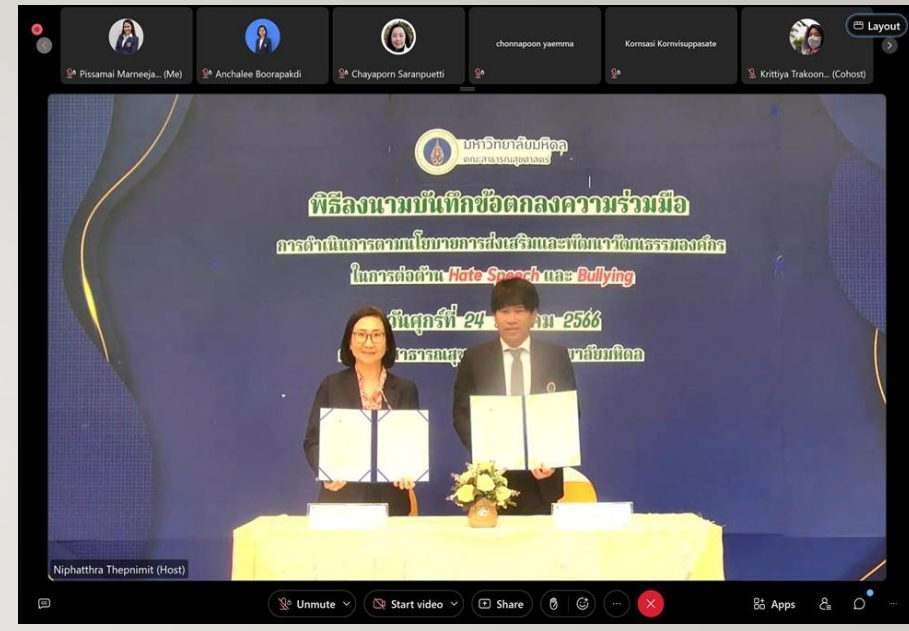 Layout
Pissamai Marneeja... (Me)
Anchalee Boorapakdi
Chayaporn Saranpuetti
chonnapoon yaemma
Kornsasi Kornvisuppasate
Krittiya Trakoon... (Cohost)
มหาวิทยาลัยมหิดล
คณะสาธารณสุขศาสตร์
พิธีลงนามบันทึกข้อตกลงความร่วมมือ
การดำเนินการตามนโยบายการส่งเสริมและพัฒนาวัฒนธรรมองค์กร
ในการต่อต้าน Hate Speech และ Bullying
วันศุกร์ที่ 24 2566
มหิดล
Niphatthra Thepnimit (Host)
Unmute
Start video
Share
Apps